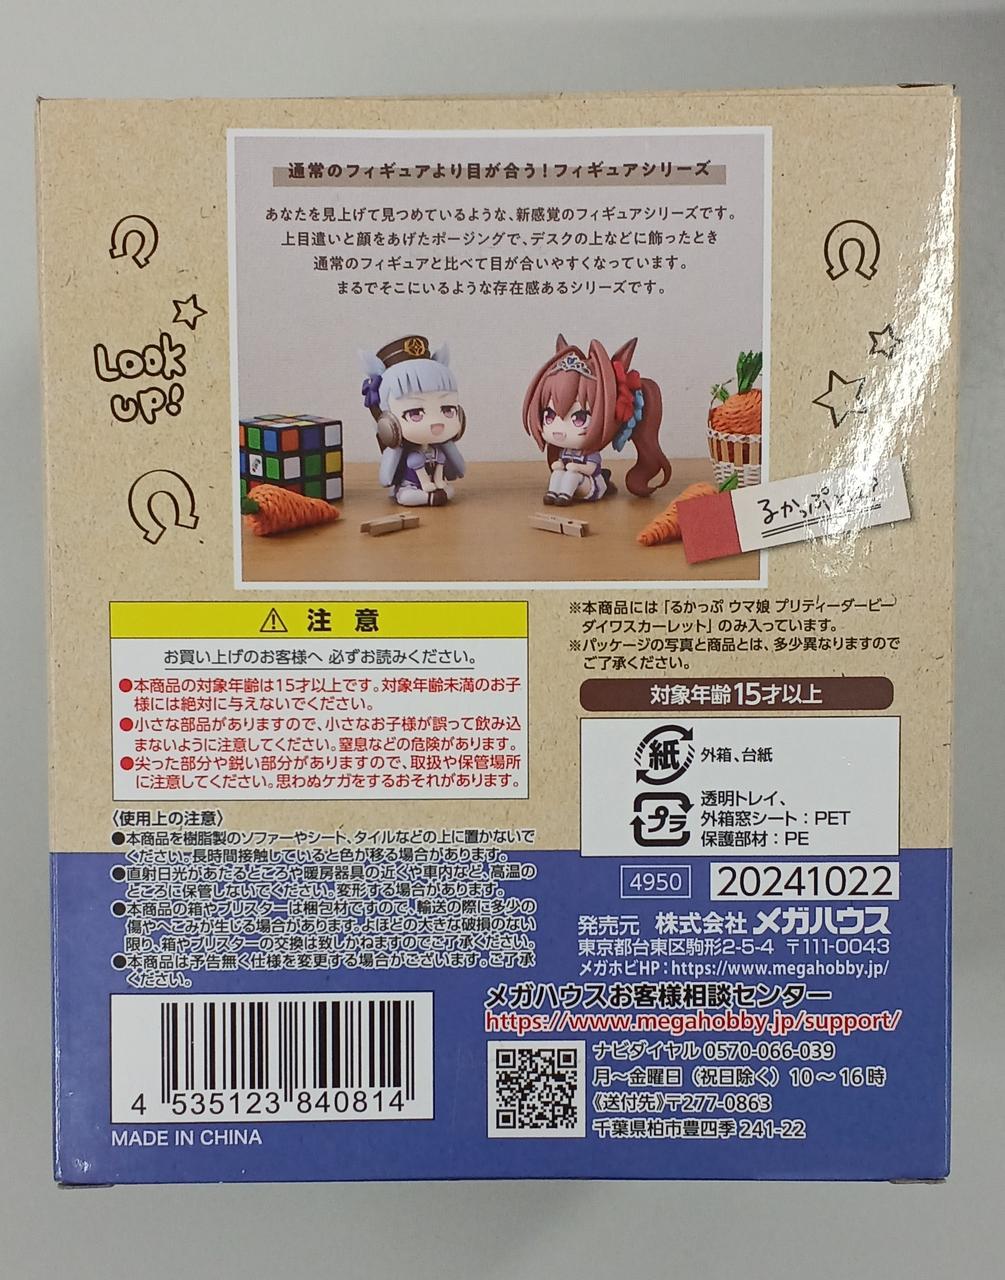 通常のフィギュアより目が合う!フィギュアシリーズ
あなたを見上げて見つめているような、新感覚のフィギュアシリーズです。
上目遣いと顔をあげたポージングで、デスクの上などに飾ったとき
通常のフィギュアと比べて目が合いやすくなっています。
まるでそこにいるような存在感あるシリーズです。
Look
up!
るかっぷ
⚠ 注意
お買い上げのお客様へ 必ずお読みください。
●本商品の対象年齢は15才以上です。対象年齢未満のお子
様には絶対に与えないでください。
●小さな部品がありますので、小さなお子様が誤って飲み込
まないように注意してください。窒息などの危険があります。
●尖った部分や鋭い部分がありますので、取扱や保管場所
に注意してください。思わぬケガをするおそれがあります。
〈使用上の注意〉
●本商品を樹脂製のソファーやシート、タイルなどの上に置かないで
ください。長時間接触していると色が移る場合があります。
●直射日光があたるところや暖房器具の近くや車内など、高温の
ところに保管しないでください。変形する場合があります。
●本商品の箱やブリスターは梱包材ですので、輸送の際に多少の
傷やへこみが生じる場合があります。よほどの大きな破損のない
限り、箱やブリスターの交換は致しかねますのでご了承ください。
●本商品は予告無く仕様を変更する場合がございます。ご了承
ください。
4 535123 840814
MADE IN CHINA
※本商品には「るかっぷ ウマ娘 プリティーダービー
ダイワスカーレット」のみ入っています。
※パッケージの写真と商品とは、多少異なりますので
ご了承ください。
対象年齢15才以上
紙 外箱、台紙
プラ 透明トレイ、
外箱窓シート:PET
保護部材:PE
4950 20241022
発売元 株式会社メガハウス
東京都台東区駒形2-5-4 〒111-0043
メガホビHP:https://www.megahobby.jp/
メガハウスお客様相談センター
https://www.megahobby.jp/support/
ナビダイヤル 0570-066-039
月〜金曜日(祝日除く)10〜16時
《送付先》〒277-0863
千葉県柏市豊四季 241-22